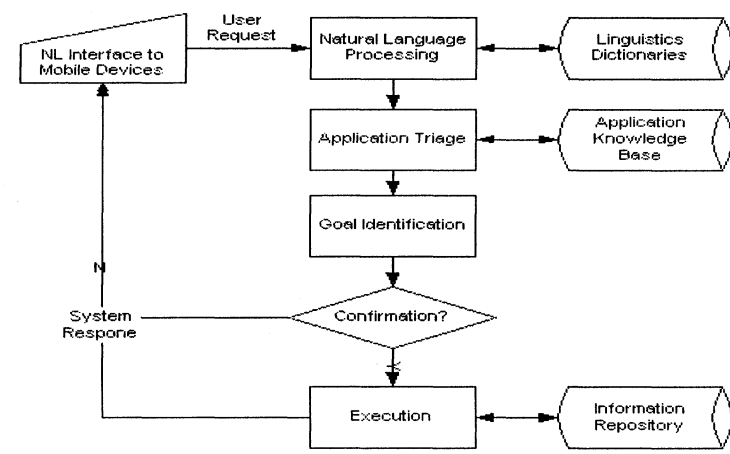 User
Request
NL Interface to
Mobile Devices
Natural Language
Processing
Linguistics
Dictionaries
Application Triage
Application
Knowledge
Base
Goal Identification
N
System
Respone
Confirmation?
Y
Execution
Information
Repository